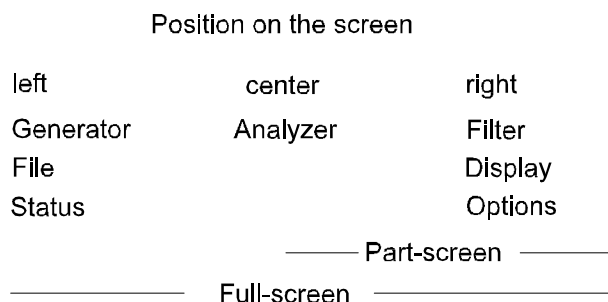 Position on the screen
left center right
Generator Analyzer Filter
File Display
Status Options
Part-screen
Full-screen